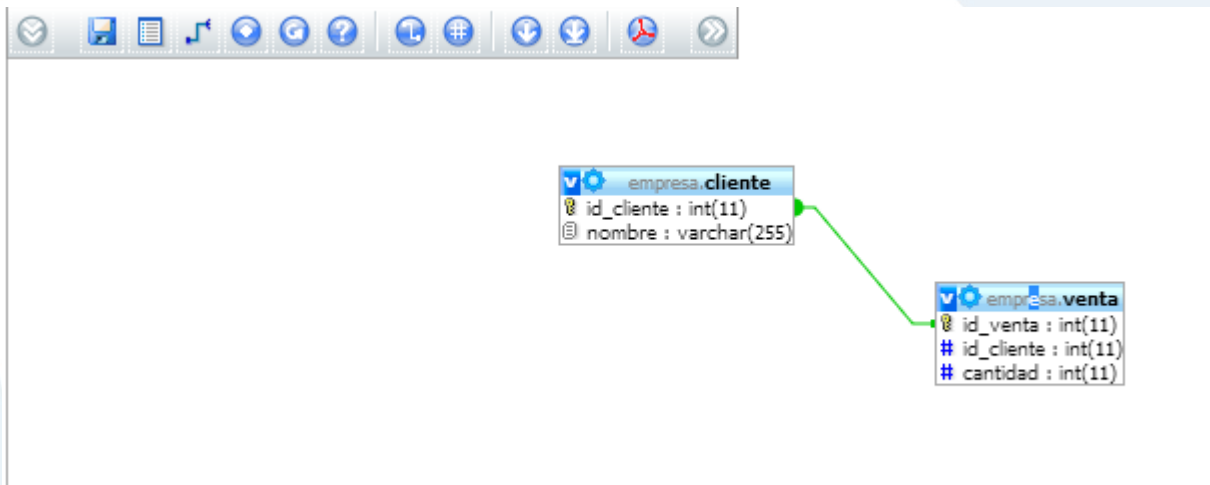 empresa.cliente
id_cliente : int(11)
nombre : varchar(255)
empresa.venta
id_venta : int(11)
id_cliente : int(11)
cantidad : int(11)